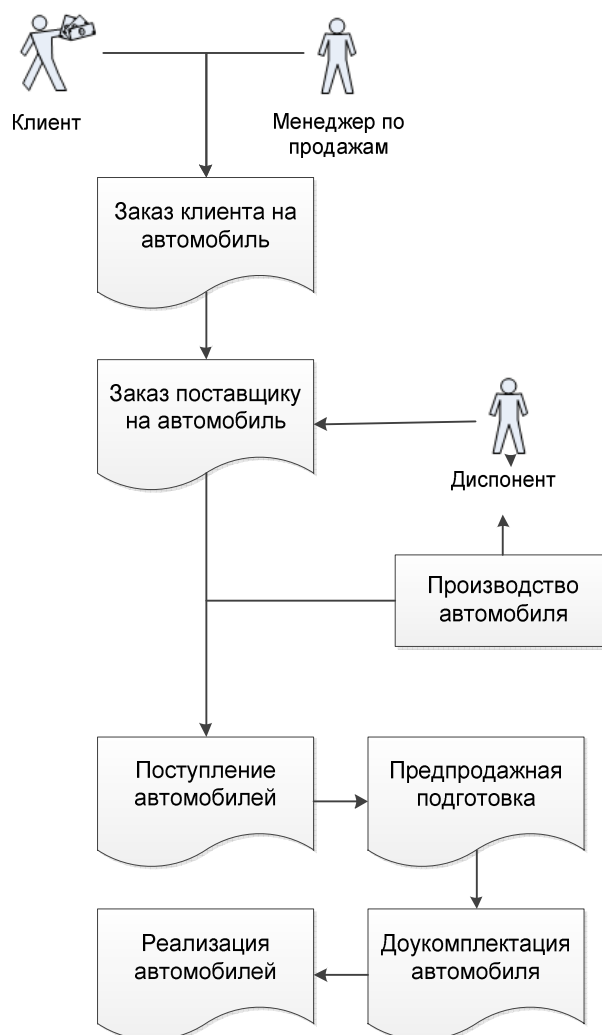 Клиент
Менеджер по
продажам
Заказ клиента на
автомобиль
Заказ поставщику
на автомобиль
Диспонент
Производство
автомобиля
Поступление
автомобилей
Предпродажная
подготовка
Реализация
автомобилей
Доукомплектация
автомобиля